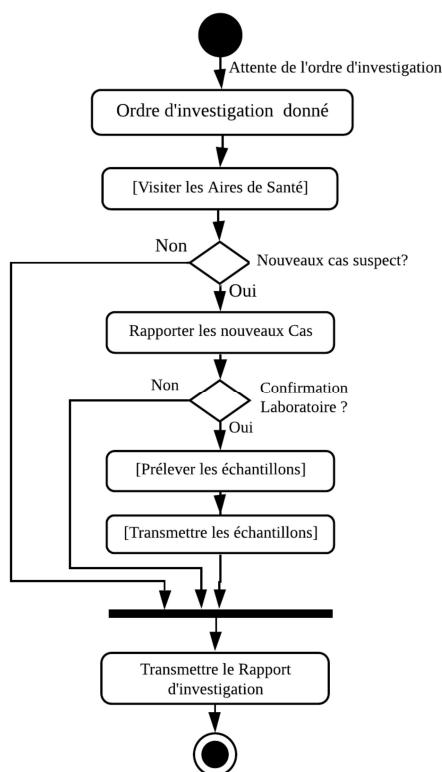 Attente de l'ordre d'investigation
Ordre d'investigation donné
[Visiter les Aires de Santé]
Non
Nouveaux cas suspect?
Oui
Rapporter les nouveaux Cas
Non
Confirmation
Laboratoire ?
Oui
[Prélever les échantillons]
[Transmettre les échantillons]
Transmettre le Rapport
d'investigation